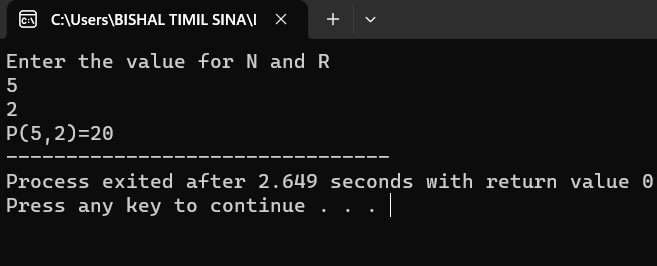 C:\Users\BISHAL TIMIL SINA\I
Enter the value for N and R
5
2
P(5,2)=20
--------------------------------
Process exited after 2.649 seconds with return value 0
Press any key to continue . . .